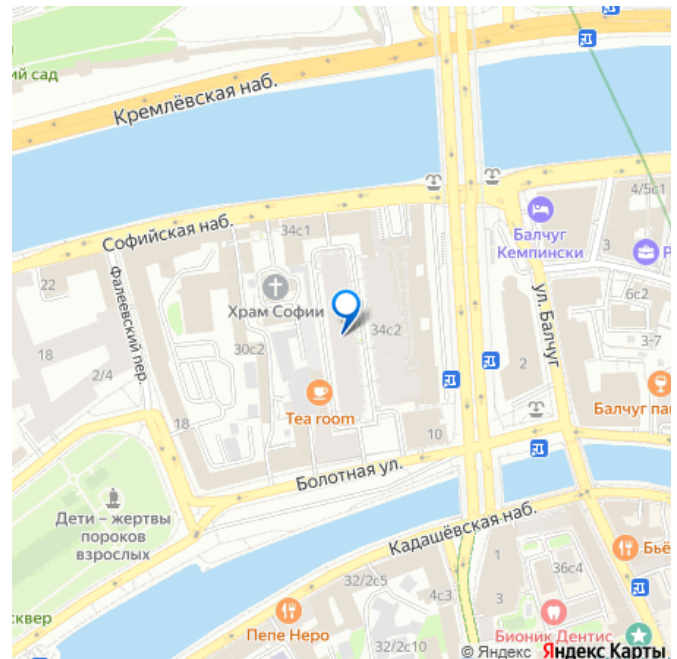 ий сад
Кремлёвская наб.
4/5с1
Балчуг
Кемпински
3
Р
Софийская наб.
34с1
22
Фалеевский пер.
Храм Софии
6с2
ул. Балчуг
34с2
3-7
30с2
18
2/4
2
Tea room
Балчуг па
18
10
Болотная ул.
Дети – жертвы
пороков
взрослых
Кадашёвская наб.
1
Бьё
32/2с5
36с4
4с3
3
сквер
Пепе Неро
Бионик Дентис
32/2с10
© Яндекс Яндекс Карты